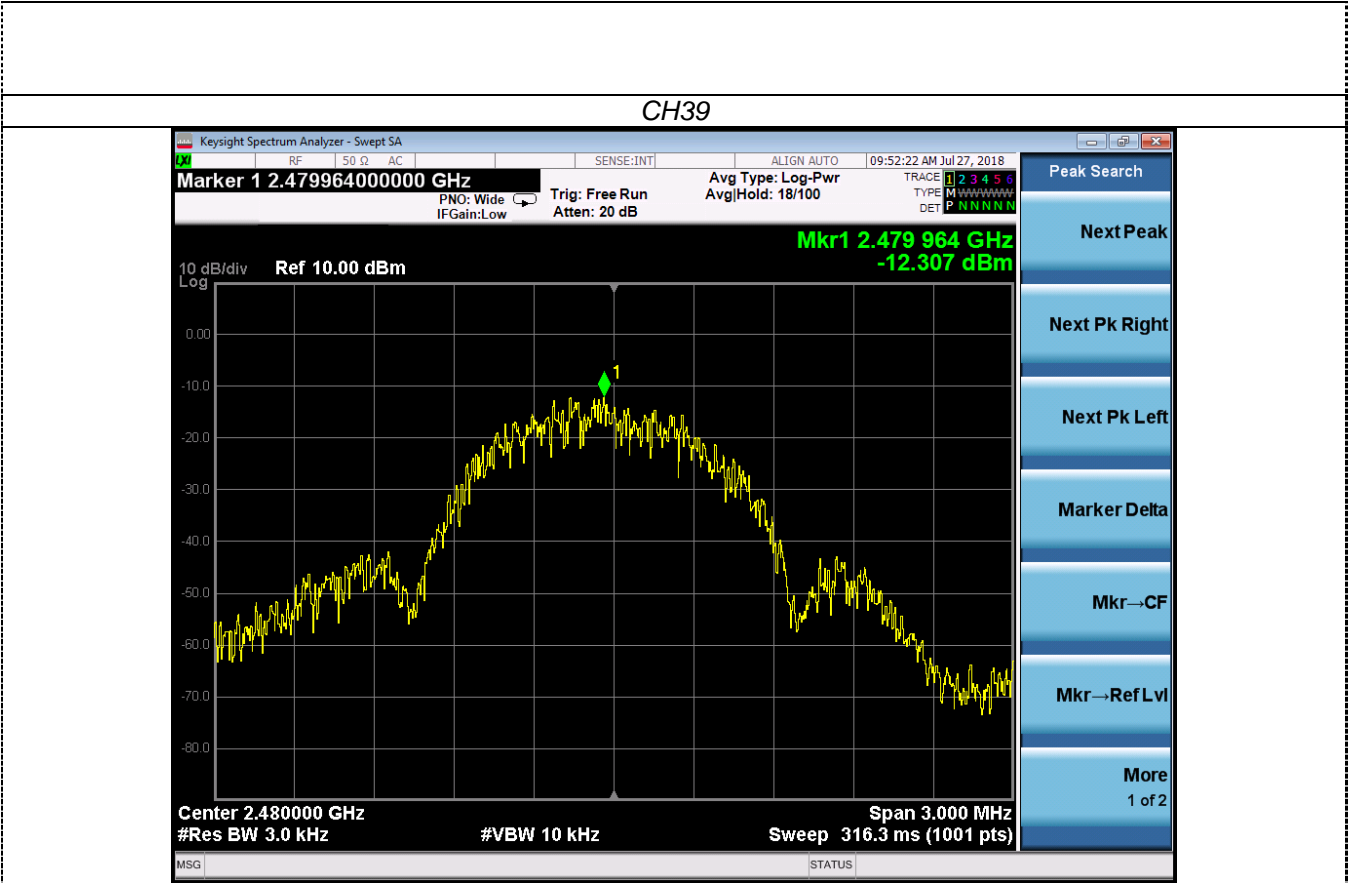 CH39
Keysight Spectrum Analyzer - Swept SA
LXI RF 50 Ω AC SENSE:INT ALIGN AUTO 09:52:22 AM Jul 27, 2018
Marker 1 2.479964000000 GHz
PNO: Wide
IFGain:Low
Trig: Free Run
Atten: 20 dB
Avg Type: Log-Pwr
Avg|Hold: 18/100
TRACE 1 2 3 4 5 6
TYPE M WWWWW
DET P N N N N N
Peak Search
Mkr1 2.479 964 GHz
-12.307 dBm
10 dB/div Ref 10.00 dBm
Log
0.00
-10.0
-20.0
-30.0
-40.0
-50.0
-60.0
-70.0
-80.0
1
Center 2.480000 GHz Span 3.000 MHz
#Res BW 3.0 kHz #VBW 10 kHz Sweep 316.3 ms (1001 pts)
Next Peak
Next Pk Right
Next Pk Left
Marker Delta
Mkr→CF
Mkr→Ref Lvl
More
1 of 2
MSG STATUS